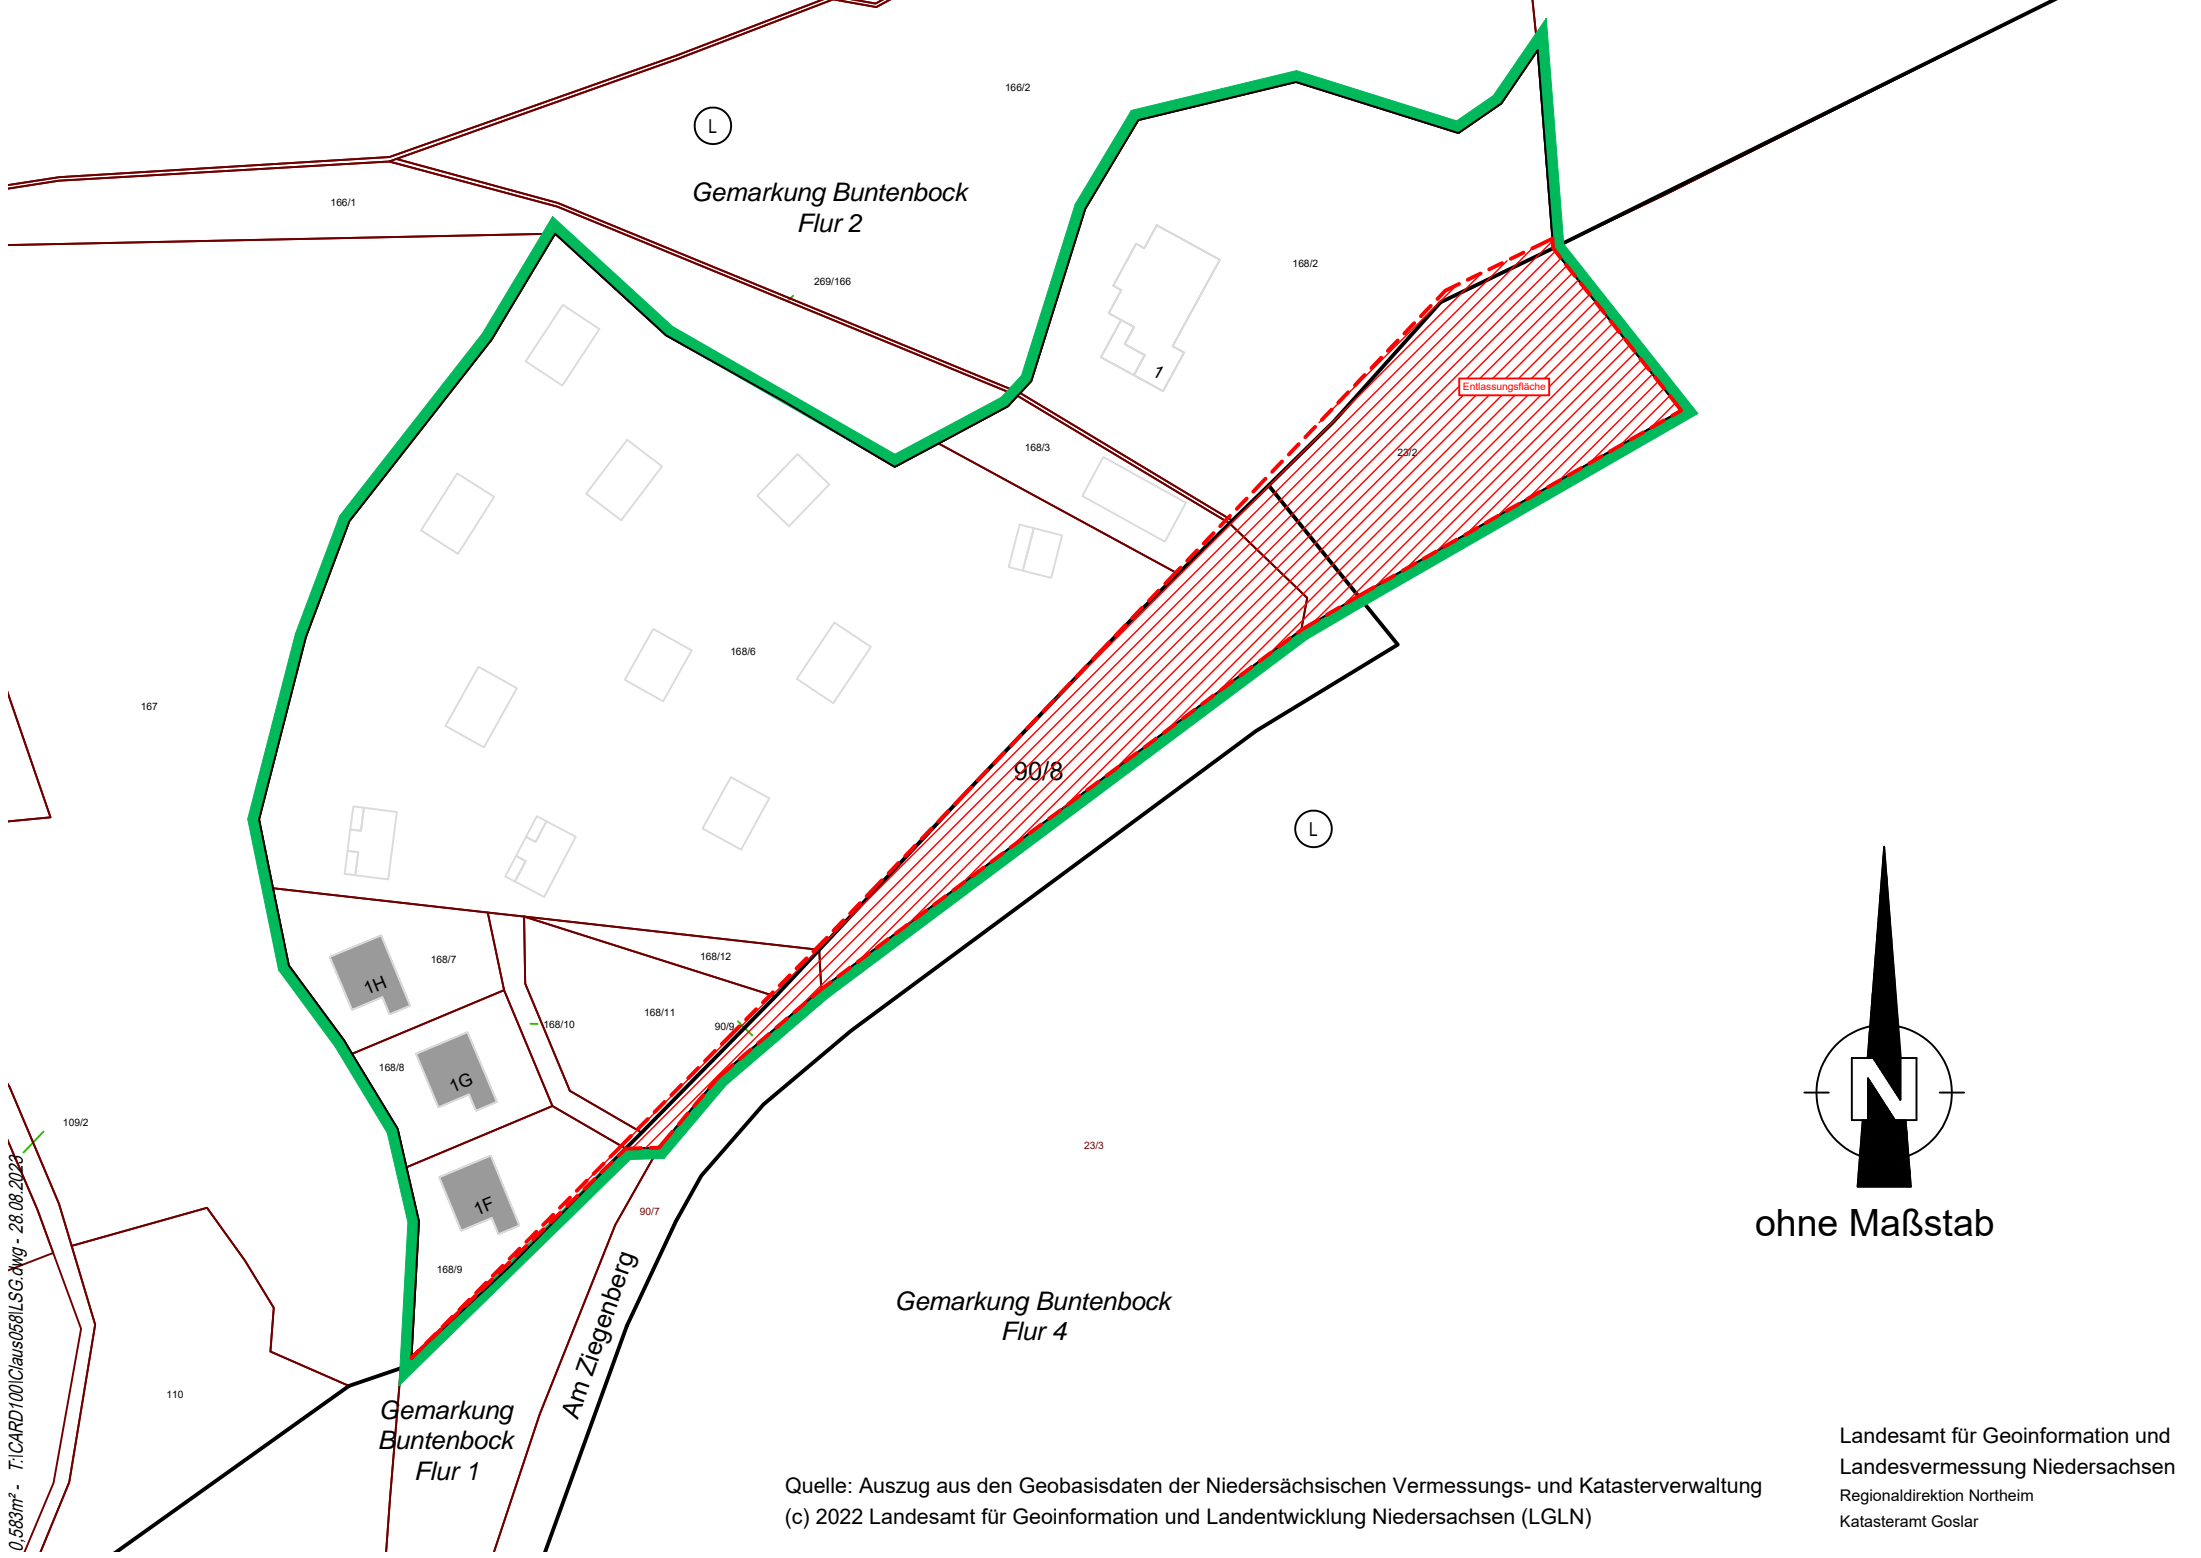 166/2
L
Gemarkung Buntenbock
Flur 2
166/1
269/166
168/2
1
Entlassungsfläche
168/3
23/2
168/6
167
90/8
L
168/7
168/12
1H
168/10
168/11
90/9
168/8
1G
109/2
23/3
1F
90/7
168/9
N
ohne Maßstab
Am Ziegenberg
Gemarkung Buntenbock
Flur 4
110
Gemarkung
Buntenbock
Flur 1
0,583m² - T:\CARD100\Claus058\LSG.dwg - 28.08.2023
Quelle: Auszug aus den Geobasisdaten der Niedersächsischen Vermessungs- und Katasterverwaltung
(c) 2022 Landesamt für Geoinformation und Landentwicklung Niedersachsen (LGLN)
Landesamt für Geoinformation und
Landesvermessung Niedersachsen
Regionaldirektion Northeim
Katasteramt Goslar